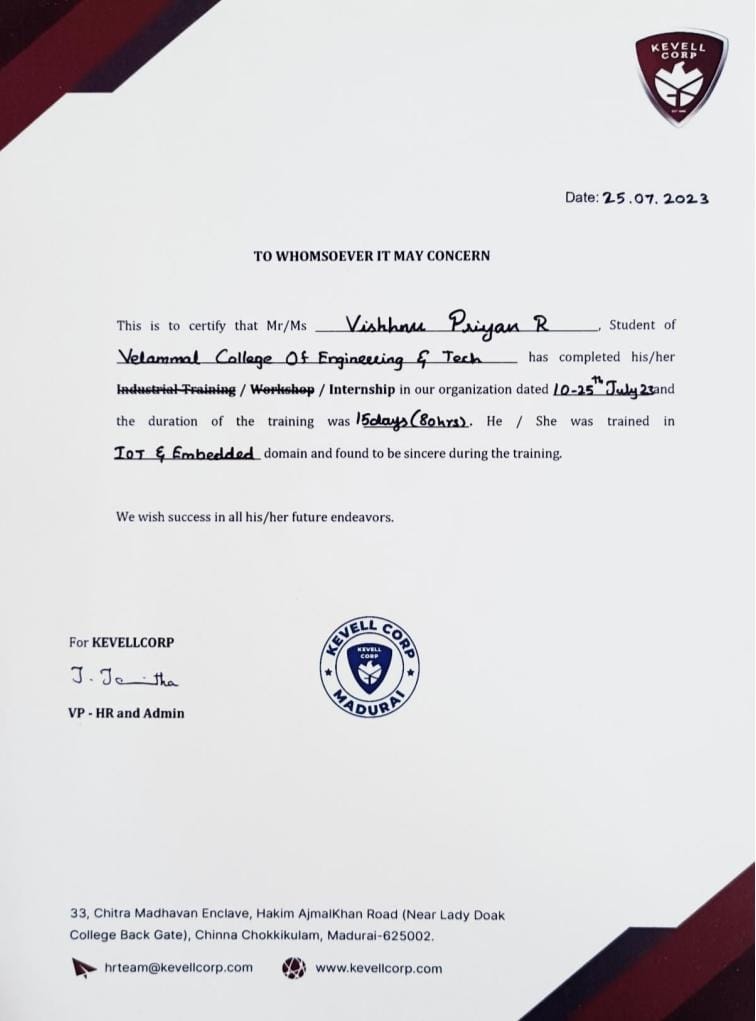 KEVELL
CORP
Date: 25.07.2023
TO WHOMSOEVER IT MAY CONCERN
This is to certify that Mr/Ms Vishhnu Priyan R, Student of
Velammal College Of Engineering & Tech has completed his/her
Industrial Training / Workshop / Internship in our organization dated 10-25th July 23 and
the duration of the training was 15days (80hrs). He / She was trained in
IoT & Embedded domain and found to be sincere during the training.
We wish success in all his/her future endeavors.
For KEVELLCORP
VP - HR and Admin
KEVELL CORP
KEVELL
CORP
MADURAI
33, Chitra Madhavan Enclave, Hakim AjmalKhan Road (Near Lady Doak
College Back Gate), Chinna Chokkikulam, Madurai-625002.
hrteam@kevellcorp.com www.kevellcorp.com